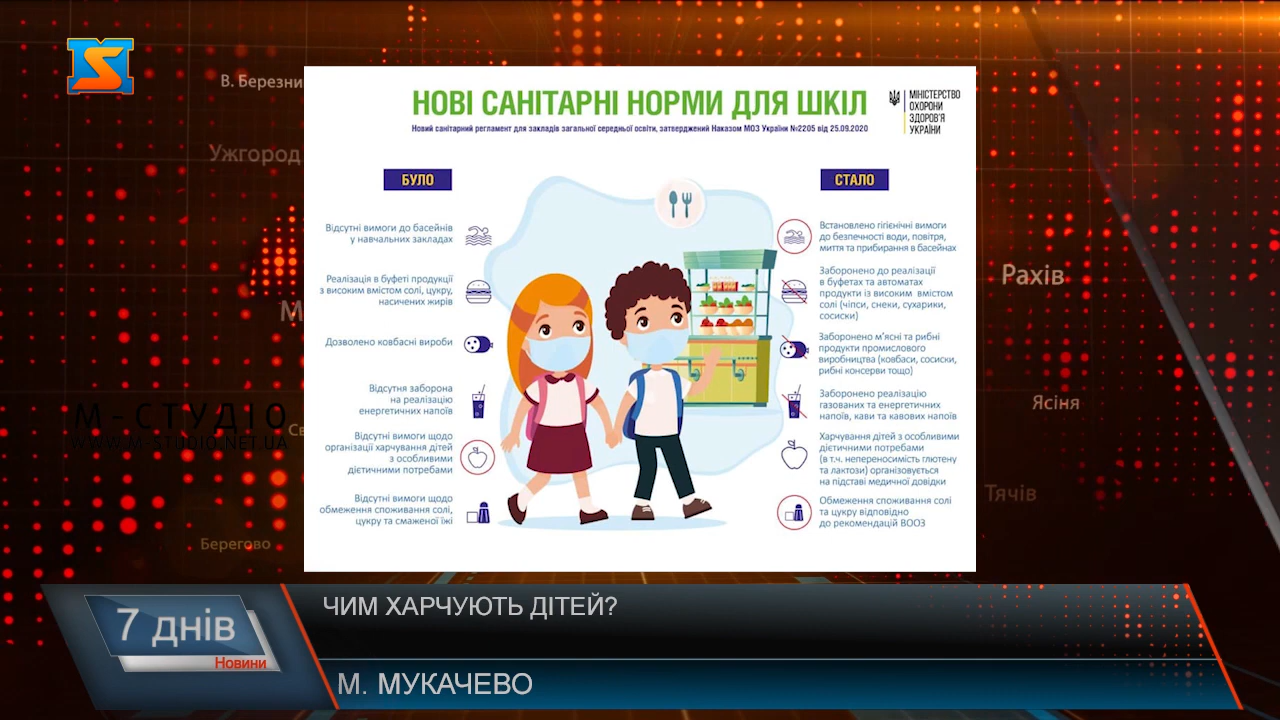 В. Березни
Ужгород
М
Рахів
Ясіня
Св
Тячів
Берегово
М-СТУДІО
WWW.M-STUDIO.NET.UA
НОВІ САНІТАРНІ НОРМИ ДЛЯ ШКІЛ
Новий санітарний регламент для закладів загальної середньої освіти, затверджений Наказом МОЗ України №2205 від 25.09.2020
МІНІСТЕРСТВО
ОХОРОНИ
ЗДОРОВ'Я
УКРАЇНИ
БУЛО
Відсутні вимоги до басейнів
у навчальних закладах
Реалізація в буфеті продукції
з високим вмістом солі, цукру,
насичених жирів
Дозволено ковбасні вироби
Відсутня заборона
на реалізацію
енергетичних напоїв
Відсутні вимоги щодо
організації харчування дітей
з особливими
дієтичними потребами
Відсутні вимоги щодо
обмеження споживання солі,
цукру та смаженої їжі
СТАЛО
Встановлено гігієнічні вимоги
до безпечності води, повітря,
миття та прибирання в басейнах
Заборонено до реалізації
в буфетах та автоматах
продукти із високим вмістом
солі (чіпси, снеки, сухарики,
сосиски)
Заборонено м'ясні та рибні
продукти промислового
виробництва (ковбаси, сосиски,
рибні консерви тощо)
Заборонено реалізацію
газованих та енергетичних
напоїв, кави та кавових напоїв
Харчування дітей з особливими
дієтичними потребами
(в т.ч. непереносимість глютену
та лактози) організовується
на підставі медичної довідки
Обмеження споживання солі
та цукру відповідно
до рекомендацій ВООЗ
7 днів
Новини
ЧИМ ХАРЧУЮТЬ ДІТЕЙ?
М. МУКАЧЕВО